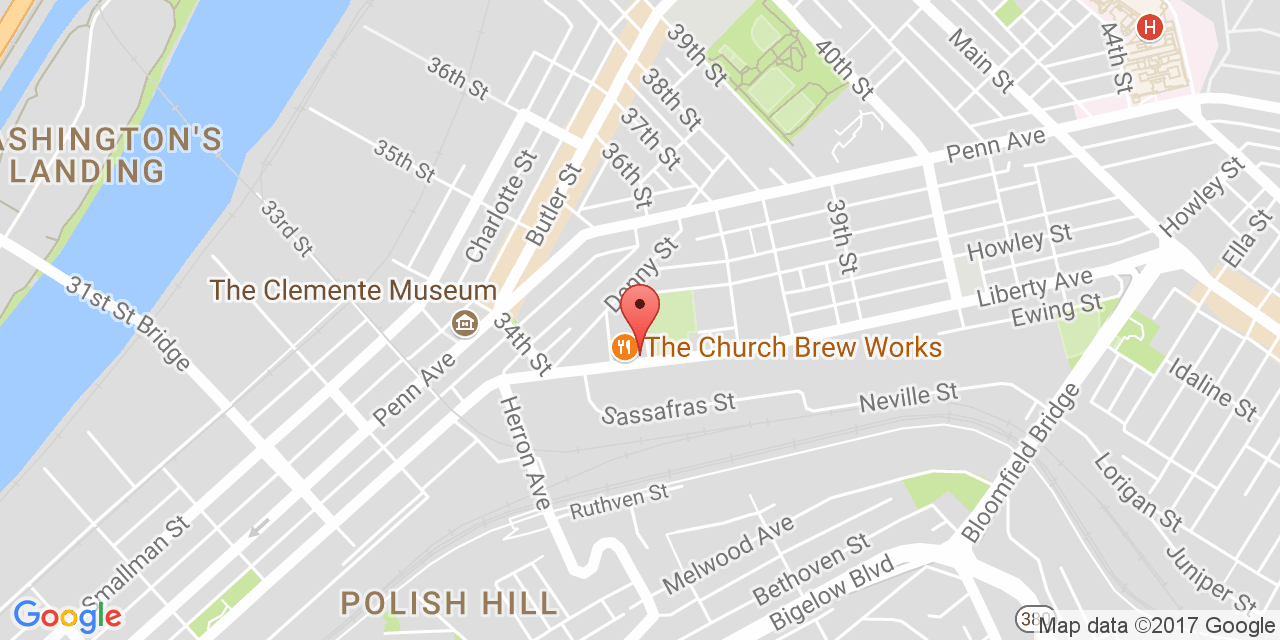 39th St
40th St
Main St
44th St
H
36th St
38th St
37th St
36th St
35th St
Penn Ave
ASHINGTON'S
LANDING
Charlotte St
Butler St
33rd St
39th St
Howley St
Howley St
Ella St
Denny St
The Clemente Museum
31st St Bridge
34th St
Liberty Ave
Ewing St
The Church Brew Works
Penn Ave
Sassafras St
Neville St
Idaline St
Herron Ave
Bloomfield Bridge
Ruthven St
Lorigan St
Melwood Ave
Bethoven St
Bigelow Blvd
Juniper St
Smallman St
POLISH HILL
Google
Map data ©2017 Google